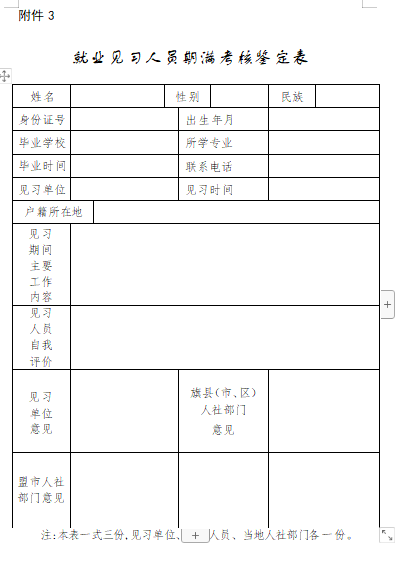 附件 3
就业见习人员期满考核鉴定表
姓名 性别 民族
身份证号 出生年月
毕业学校 所学专业
毕业时间 联系电话
见习单位 见习时间
户籍所在地
见习
期间
主要
工作
内容
见习
人员
自我
评价
见习
单位
意见
旗县(市、区)
人社部门
意见
盟市人社
部门意见
注:本表一式三份,见习单位、 人员、当地人社部门各一份。